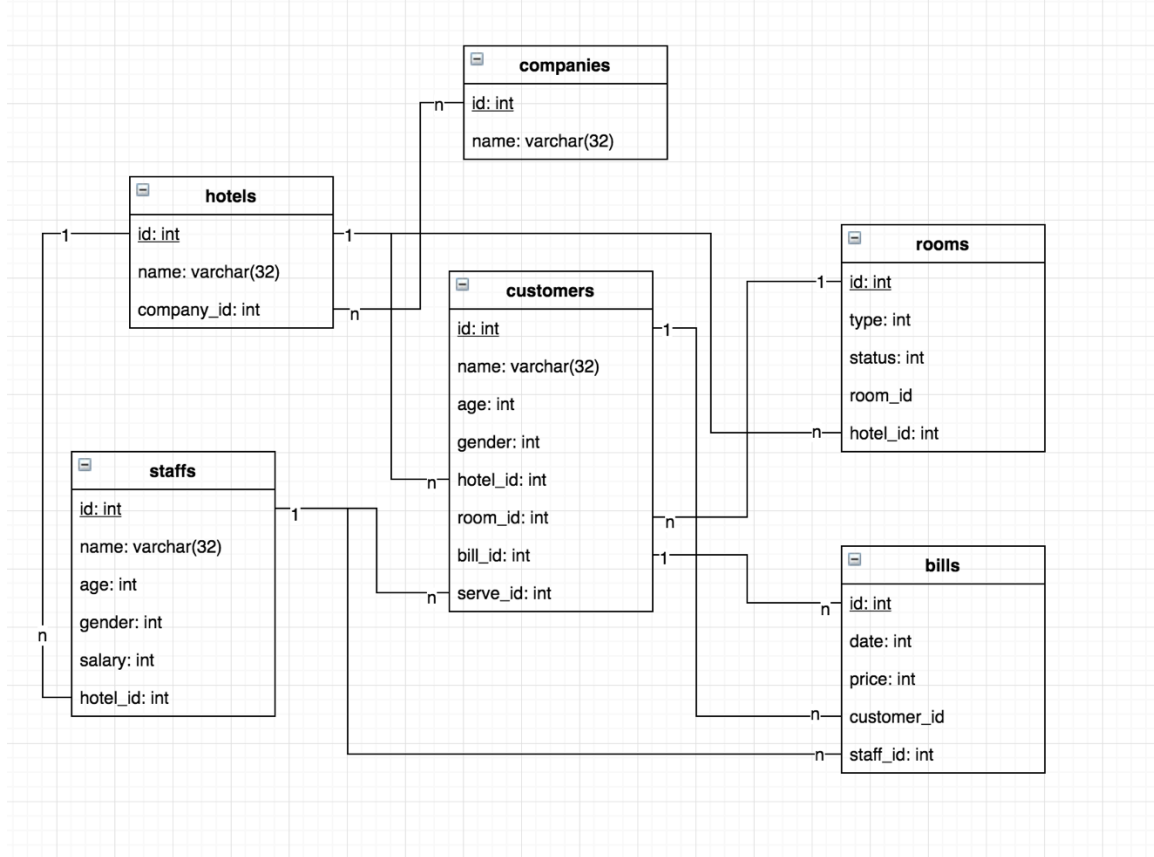 companies
id: int
name: varchar(32)
n
hotels
id: int
name: varchar(32)
company_id: int
1
1
n
customers
id: int
name: varchar(32)
age: int
gender: int
hotel_id: int
room_id: int
bill_id: int
serve_id: int
1
n
n
1
n
rooms
id: int
type: int
status: int
room_id
hotel_id: int
1
n
staffs
id: int
name: varchar(32)
age: int
gender: int
salary: int
hotel_id: int
1
n
bills
id: int
date: int
price: int
customer_id
staff_id: int
n
n
n